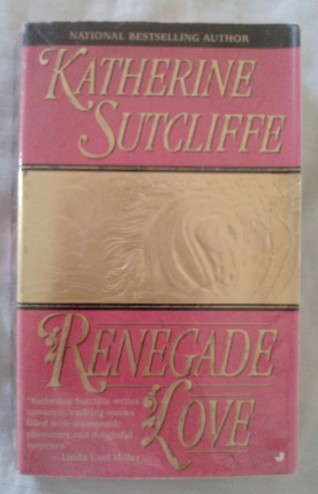 NATIONAL BESTSELLING AUTHOR
KATHERINE
SUTCLIFFE
RENEGADE
LOVE
"Katherine Sutcliffe writes
romantic, exciting stories
filled with
characters and delightful
surprises."
—Linda Lael Miller
J